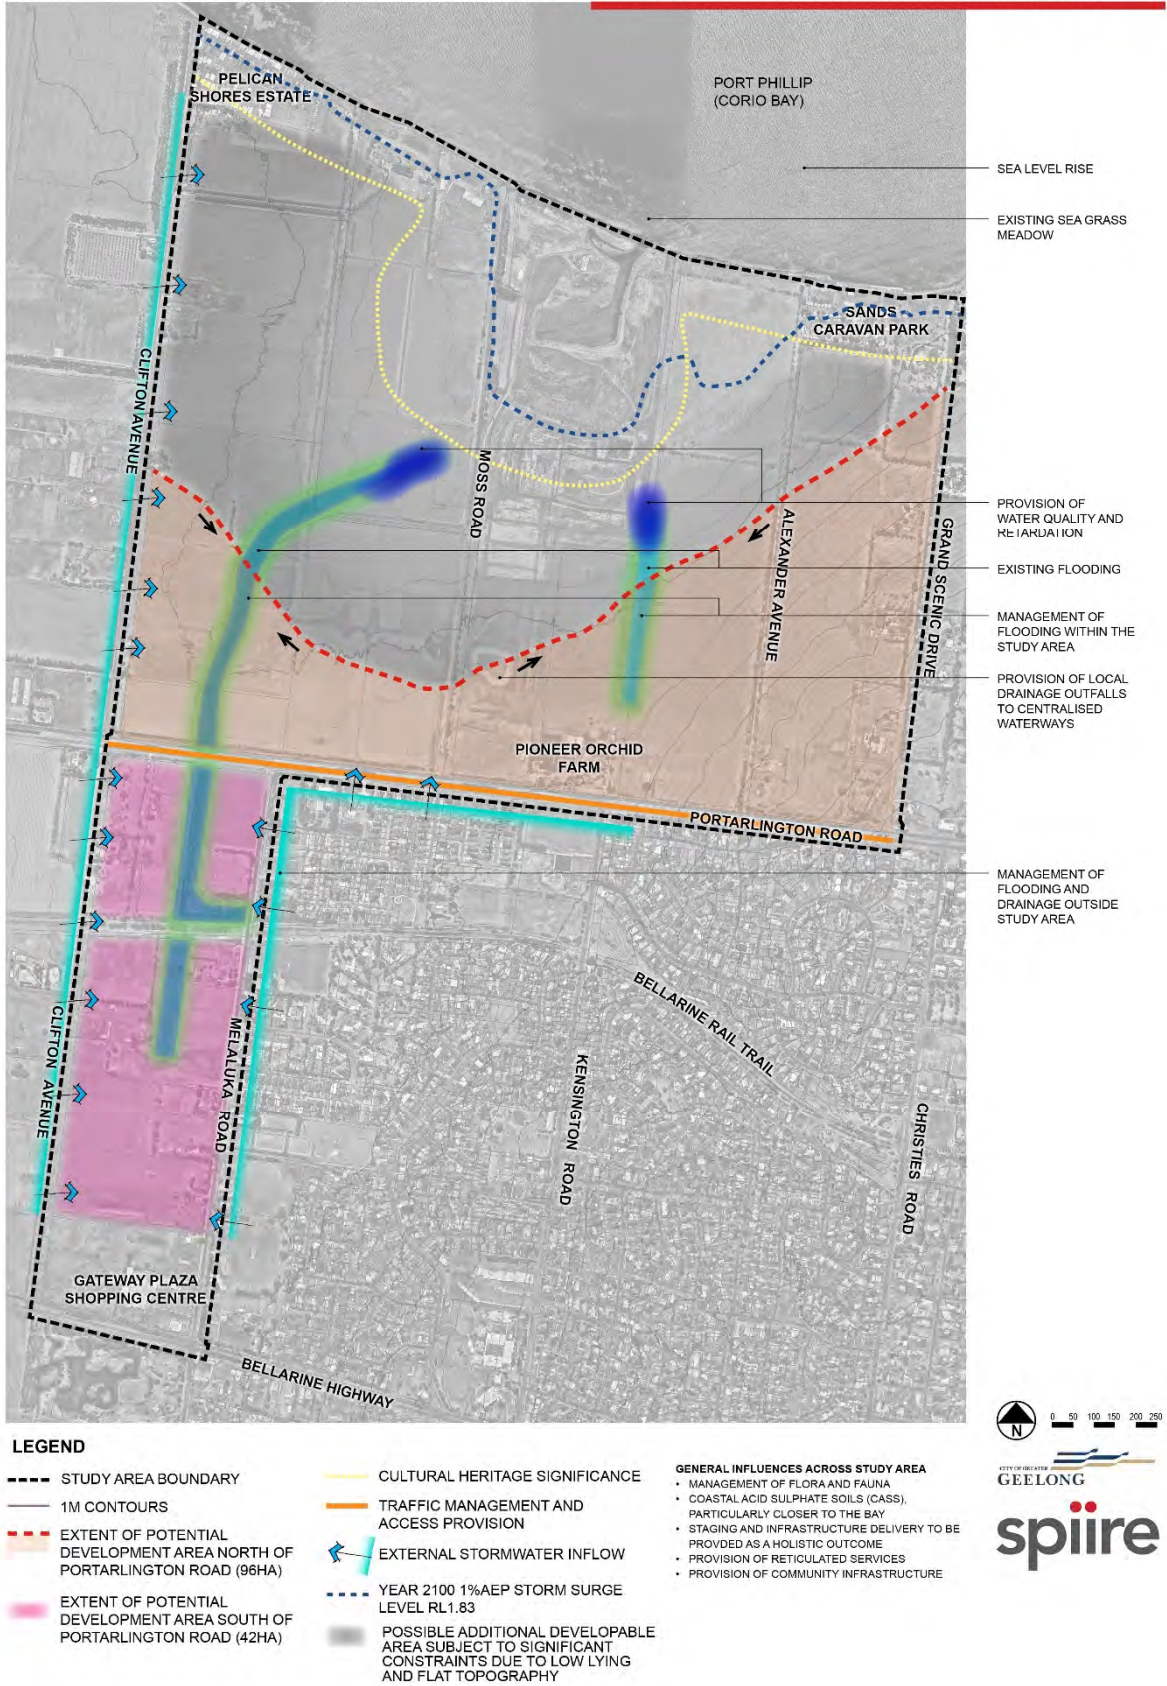 PELICAN
SHORES ESTATE
PORT PHILLIP
(CORIO BAY)
SEA LEVEL RISE
EXISTING SEA GRASS
MEADOW
SANDS
CARAVAN PARK
CLIFTON AVENUE
MOSS ROAD
ALEXANDER AVENUE
GRAND SCENIC DRIVE
PROVISION OF
WATER QUALITY AND
RETARDATION
EXISTING FLOODING
MANAGEMENT OF
FLOODING WITHIN THE
STUDY AREA
PROVISION OF LOCAL
DRAINAGE OUTFALLS
TO CENTRALISED
WATERWAYS
PIONEER ORCHID
FARM
PORTARLINGTON ROAD
MANAGEMENT OF
FLOODING AND
DRAINAGE OUTSIDE
STUDY AREA
BELLARINE RAIL TRAIL
CLIFTON AVENUE
MELALUKA ROAD
KENSINGTON ROAD
CHRISTIES ROAD
GATEWAY PLAZA
SHOPPING CENTRE
BELLARINE HIGHWAY
LEGEND
STUDY AREA BOUNDARY
1M CONTOURS
EXTENT OF POTENTIAL
DEVELOPMENT AREA NORTH OF
PORTARLINGTON ROAD (96HA)
EXTENT OF POTENTIAL
DEVELOPMENT AREA SOUTH OF
PORTARLINGTON ROAD (42HA)
CULTURAL HERITAGE SIGNIFICANCE
TRAFFIC MANAGEMENT AND
ACCESS PROVISION
EXTERNAL STORMWATER INFLOW
YEAR 2100 1%AEP STORM SURGE
LEVEL RL1.83
POSSIBLE ADDITIONAL DEVELOPABLE
AREA SUBJECT TO SIGNIFICANT
CONSTRAINTS DUE TO LOW LYING
AND FLAT TOPOGRAPHY
GENERAL INFLUENCES ACROSS STUDY AREA
• MANAGEMENT OF FLORA AND FAUNA
• COASTAL ACID SULPHATE SOILS (CASS),
PARTICULARLY CLOSER TO THE BAY
• STAGING AND INFRASTRUCTURE DELIVERY TO BE
PROVDED AS A HOLISTIC OUTCOME
• PROVISION OF RETICULATED SERVICES
• PROVISION OF COMMUNITY INFRASTRUCTURE
N
0 50 100 150 200 250
CITY OF GREATER
GEELONG
spiire